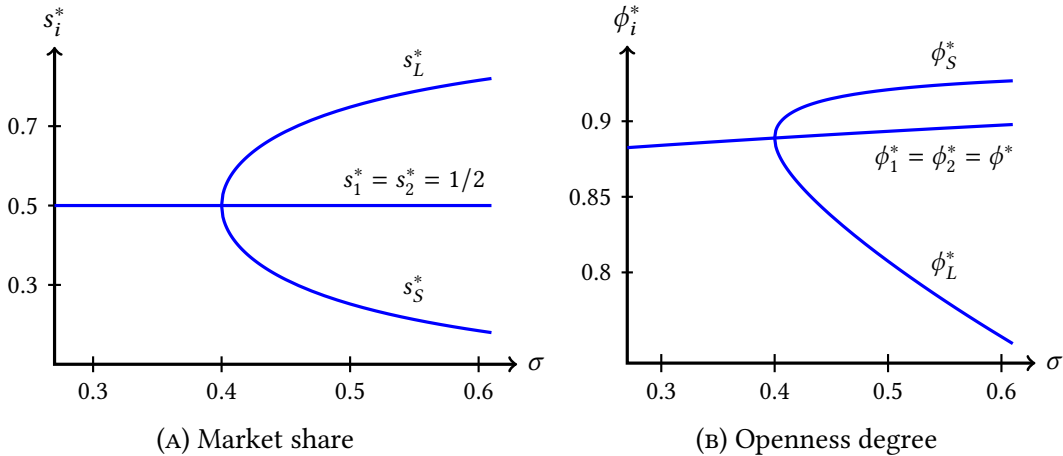 s*_i
0.7
0.5
0.3
s*_L
s*_1 = s*_2 = 1/2
s*_S
0.3 0.4 0.5 0.6 σ
(A) Market share
ϕ*_i
0.9
0.85
0.8
ϕ*_S
ϕ*_1 = ϕ*_2 = ϕ*
ϕ*_L
0.3 0.4 0.5 0.6 σ
(B) Openness degree